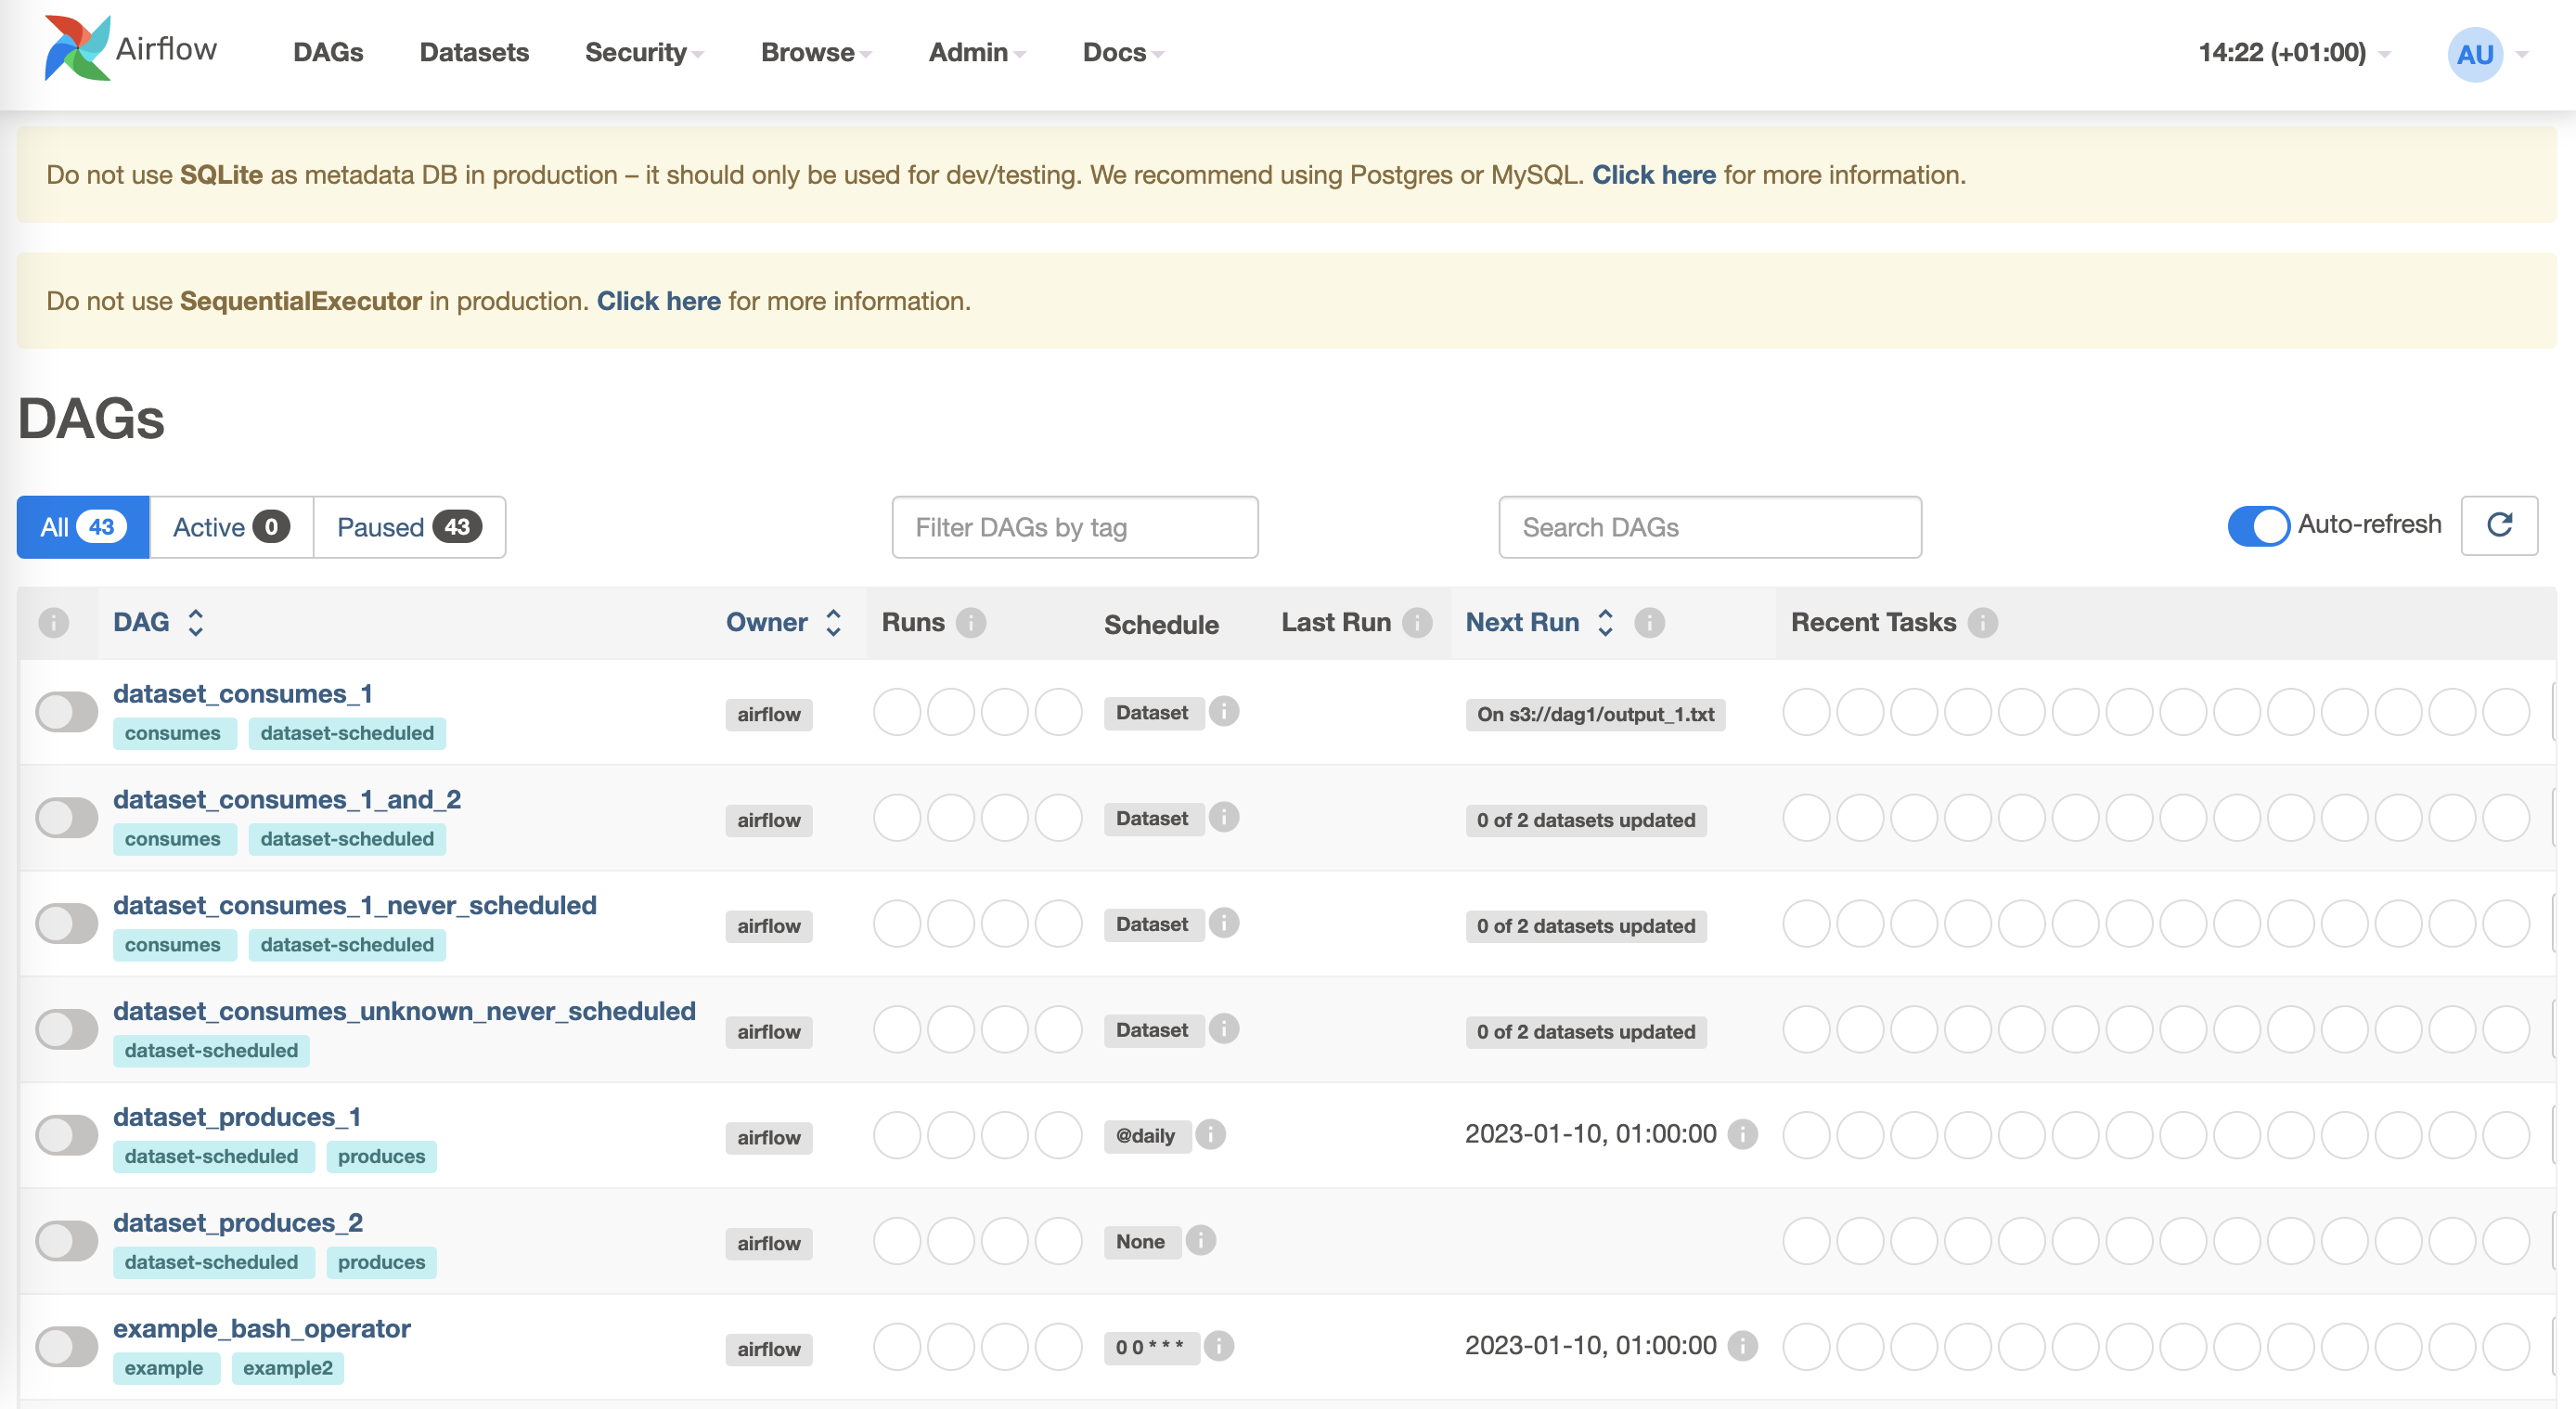 Airflow DAGs Datasets Security Browse Admin Docs 14:22 (+01:00) AU
Do not use SQLite as metadata DB in production – it should only be used for dev/testing. We recommend using Postgres or MySQL. Click here for more information.
Do not use SequentialExecutor in production. Click here for more information.
DAGs
All 43 Active 0 Paused 43 Filter DAGs by tag Search DAGs Auto-refresh
DAG Owner Runs Schedule Last Run Next Run Recent Tasks
dataset_consumes_1
airflow Dataset On s3://dag1/output_1.txt
consumes dataset-scheduled
dataset_consumes_1_and_2
airflow Dataset 0 of 2 datasets updated
consumes dataset-scheduled
dataset_consumes_1_never_scheduled
airflow Dataset 0 of 2 datasets updated
consumes dataset-scheduled
dataset_consumes_unknown_never_scheduled
airflow Dataset 0 of 2 datasets updated
dataset-scheduled
dataset_produces_1
airflow @daily 2023-01-10, 01:00:00
dataset-scheduled produces
dataset_produces_2
airflow None
dataset-scheduled produces
example_bash_operator
airflow 0 0 * * * 2023-01-10, 01:00:00
example example2